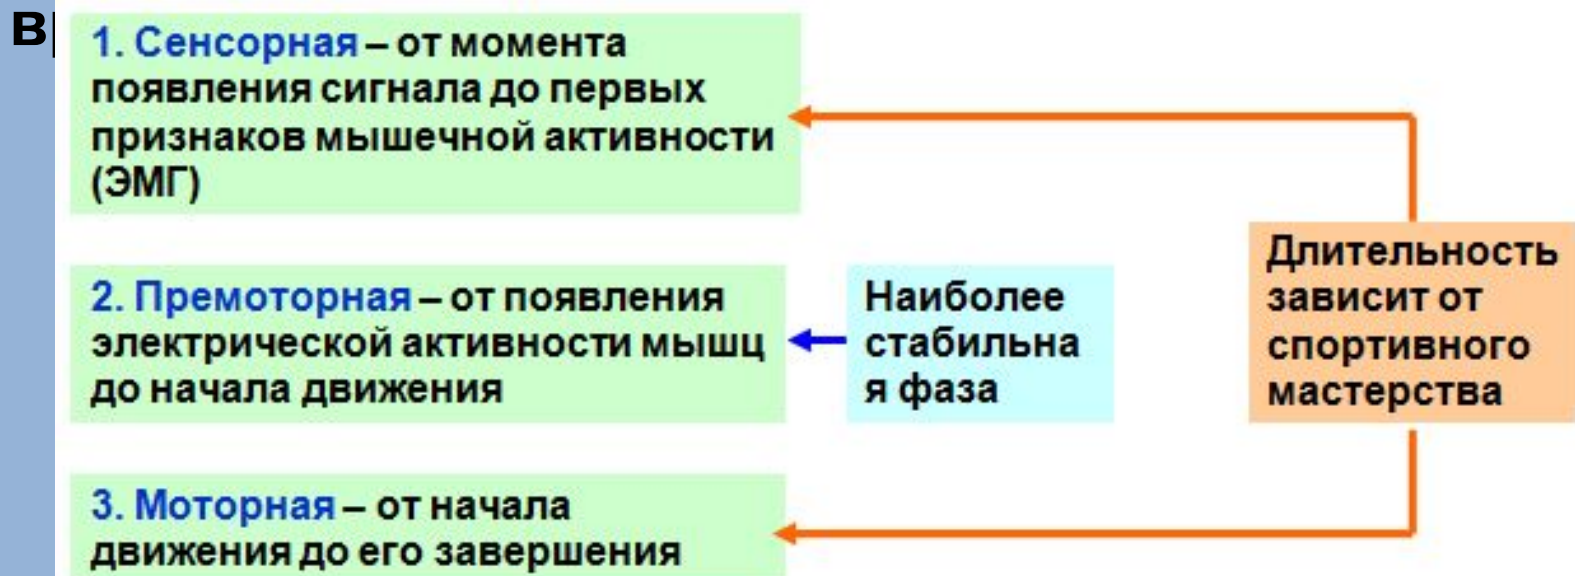 1. Сенсорная – от момента
появления сигнала до первых
признаков мышечной активности
(ЭМГ)
2. Премоторная – от появления
электрической активности мышц
до начала движения
Наиболее
стабильна
я фаза
Длительность
зависит от
спортивного
мастерства
3. Моторная – от начала
движения до его завершения